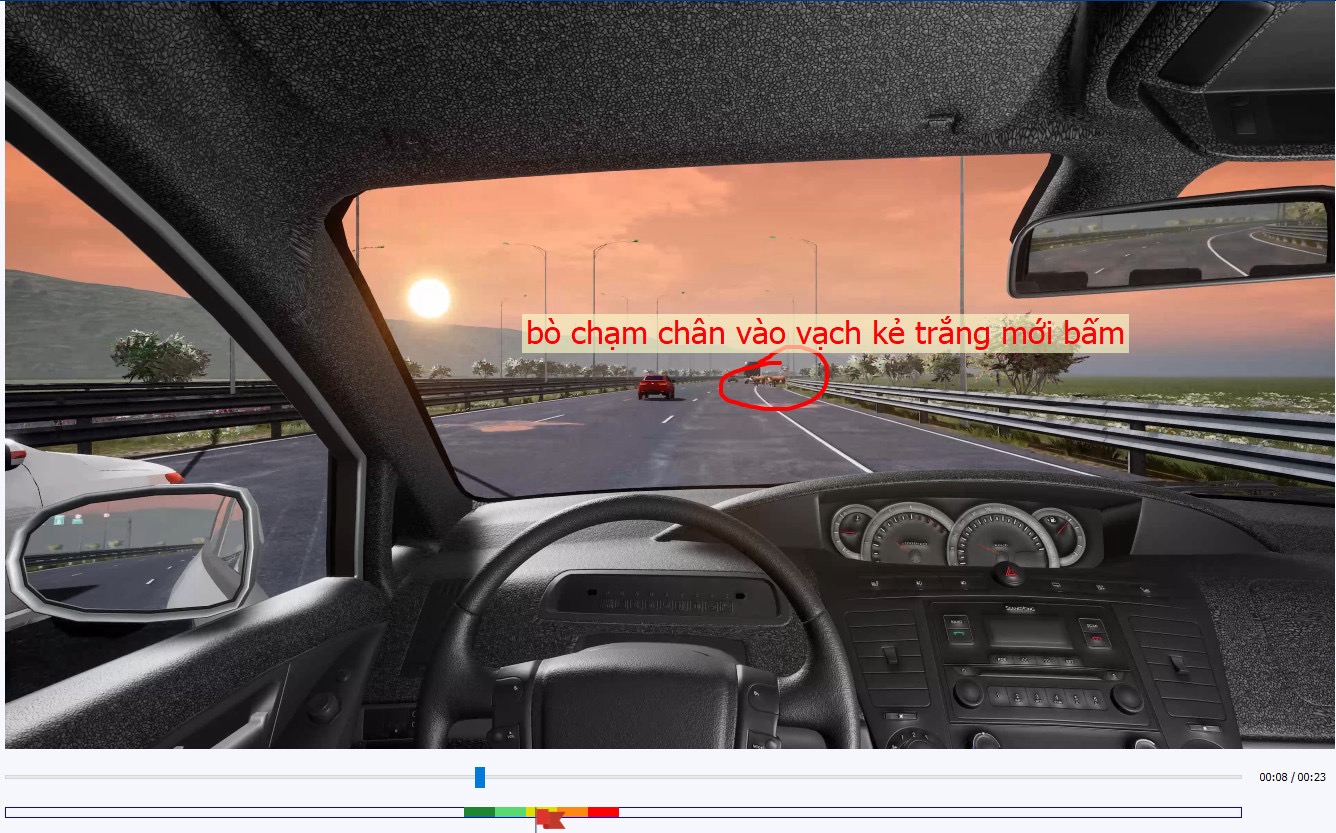 bò chạm chân vào vạch kẻ trắng mới bấm
00:08 / 00:23